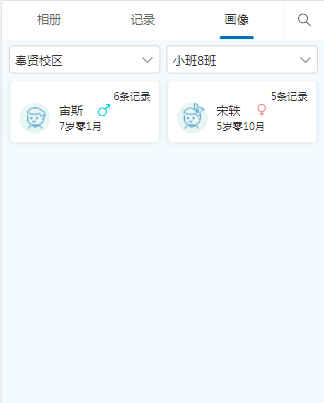 相册 记录 画像
奉贤校区 小班8班
6条记录 5条记录
宙斯 宋轶
7岁零1月 5岁零10月